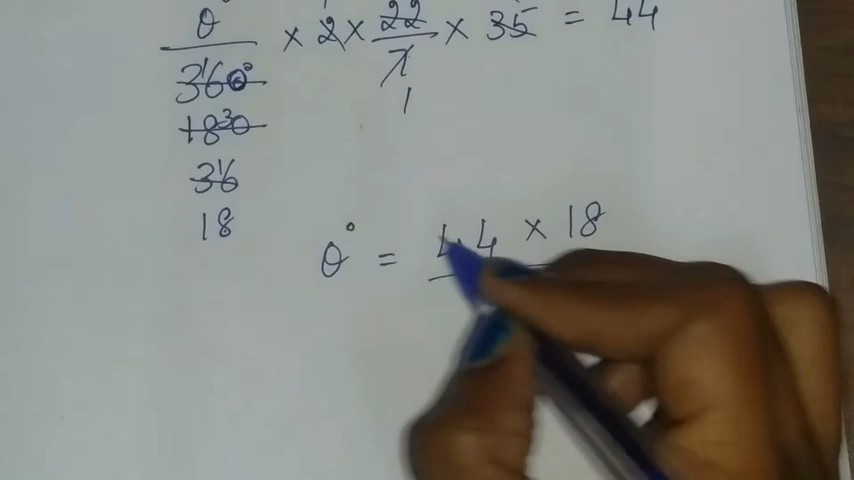 θ° × 2 × 22 × 35 = 44
360° 7
180 1
36
18
θ° = 44 × 18